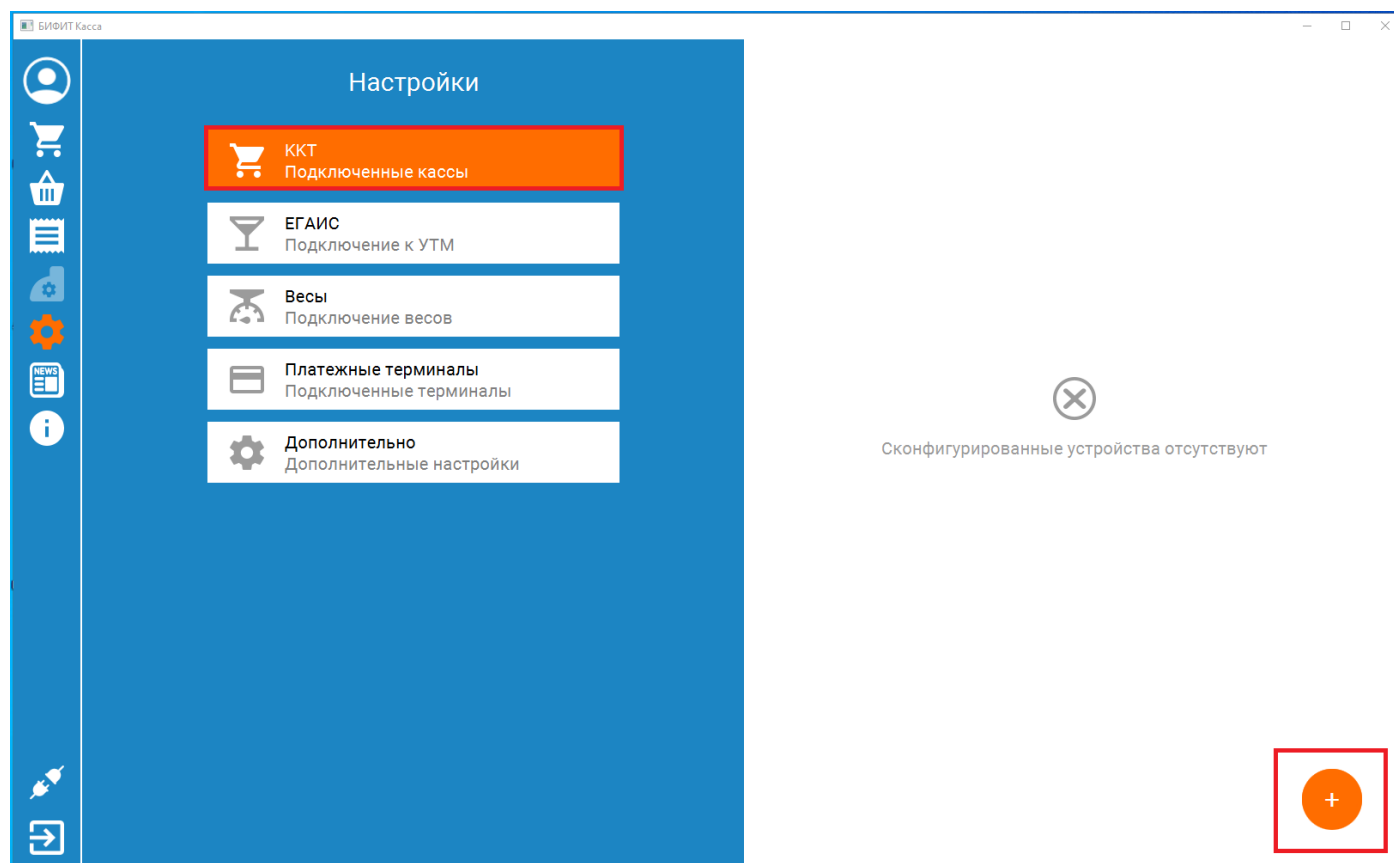 БИФИТ Касса
Настройки
ККТ
Подключенные кассы
ЕГАИС
Подключение к УТМ
Весы
Подключение весов
NEWS
Платежные терминалы
Подключенные терминалы
Дополнительно
Дополнительные настройки
Сконфигурированные устройства отсутствуют
+